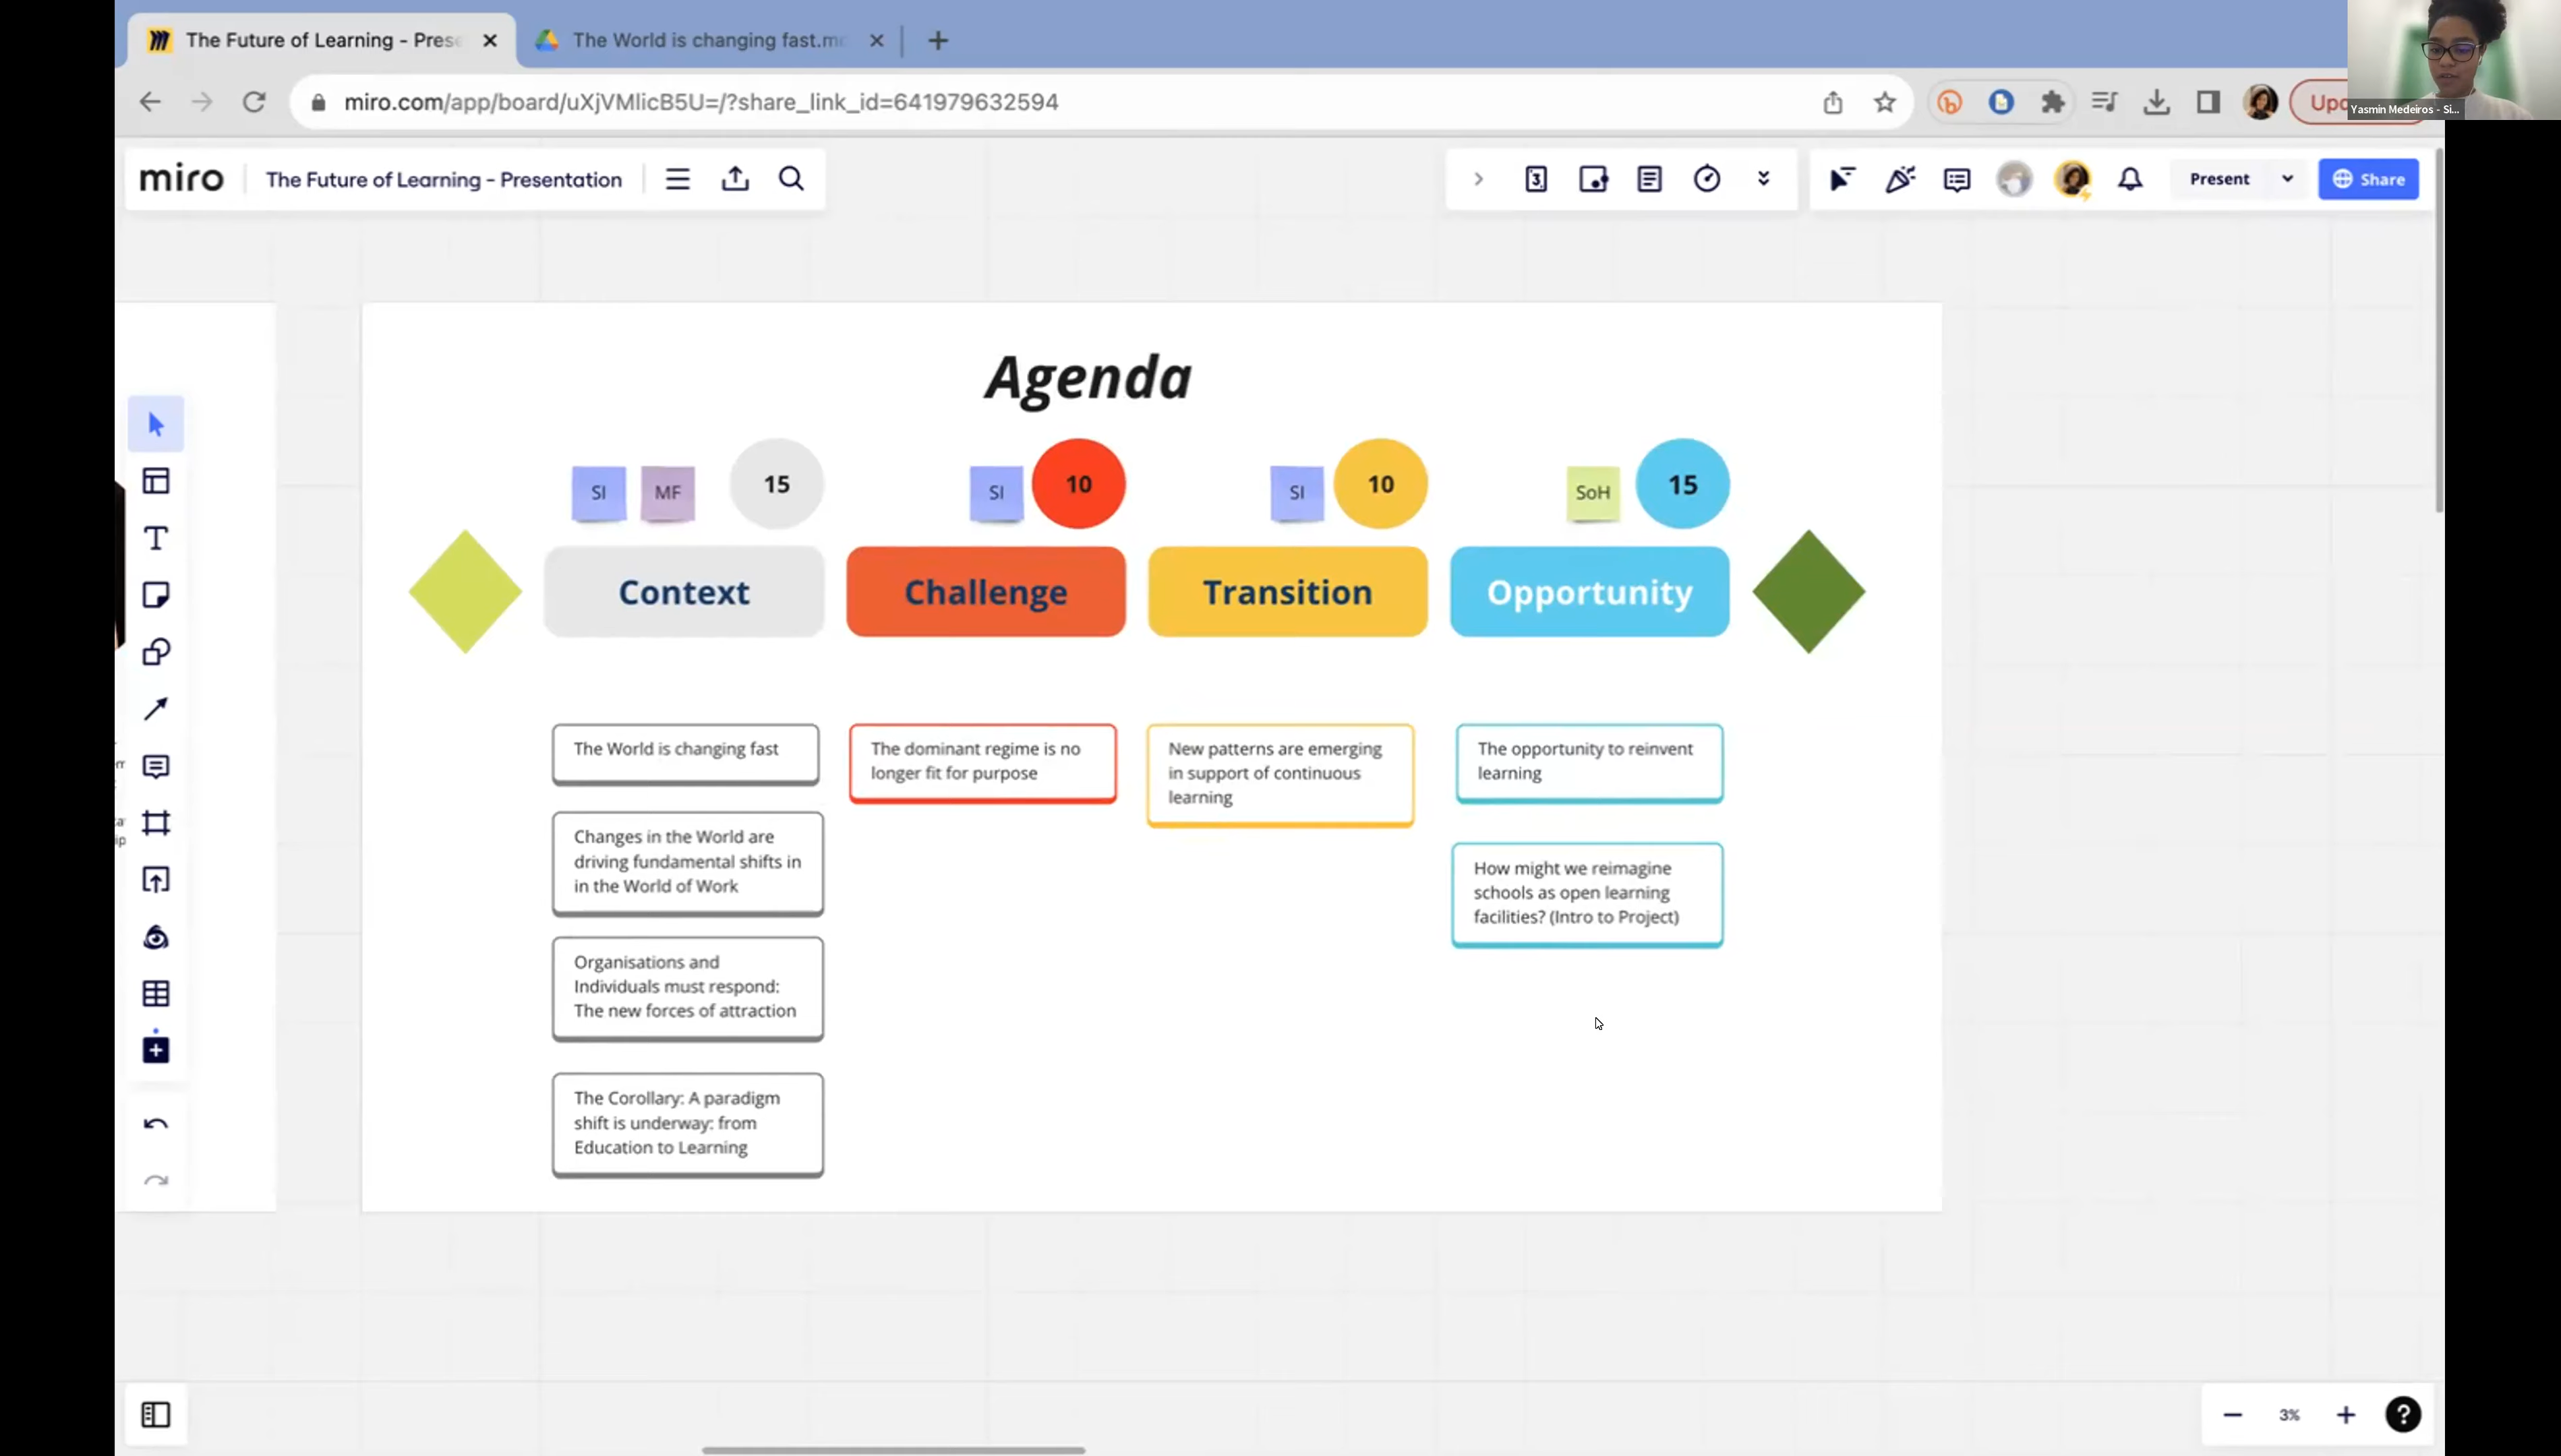 The Future of Learning - Prese
The World is changing fast.m
miro.com/app/board/uXjVMlicB5U=/?share_link_id=641979632594
Upd
Yasmin Medeiros - Si...
miro
The Future of Learning - Presentation
3
Present
Share
Agenda
SI
MF
15
SI
10
SI
10
SoH
15
Context
Challenge
Transition
Opportunity
The World is changing fast
Changes in the World are
driving fundamental shifts in
in the World of Work
Organisations and
Individuals must respond:
The new forces of attraction
The Corollary: A paradigm
shift is underway: from
Education to Learning
The dominant regime is no
longer fit for purpose
New patterns are emerging
in support of continuous
learning
The opportunity to reinvent
learning
How might we reimagine
schools as open learning
facilities? (Intro to Project)
3%